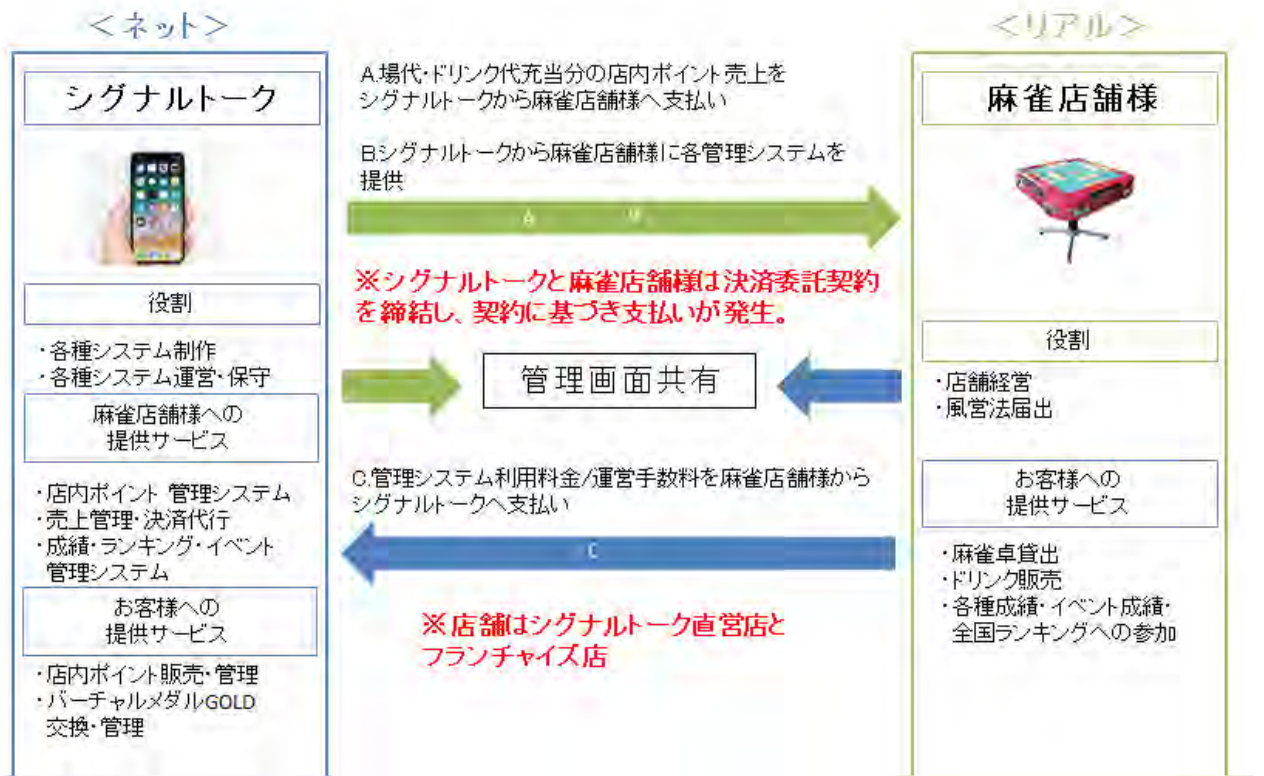 ＜ネット＞
シグナルトーク
役割
・各種システム制作
・各種システム運営・保守
麻雀店舗様への
提供サービス
・店内ポイント 管理システム
・売上管理・決済代行
・成績・ランキング・イベント
管理システム
お客様への
提供サービス
・店内ポイント販売・管理
・バーチャルメダルGOLD
交換・管理
A.場代・ドリンク代充当分の店内ポイント売上を
シグナルトークから麻雀店舗様へ支払い
B.シグナルトークから麻雀店舗様に各管理システムを
提供
A
※シグナルトークと麻雀店舗様は決済委託契約
を締結し、契約に基づき支払いが発生。
管理画面共有
C.管理システム利用料金/運営手数料を麻雀店舗様から
シグナルトークへ支払い
C
※店舗はシグナルトーク直営店と
フランチャイズ店
＜リアル＞
麻雀店舗様
役割
・店舗経営
・風営法届出
お客様への
提供サービス
・麻雀卓貸出
・ドリンク販売
・各種成績・イベント成績・
全国ランキングへの参加